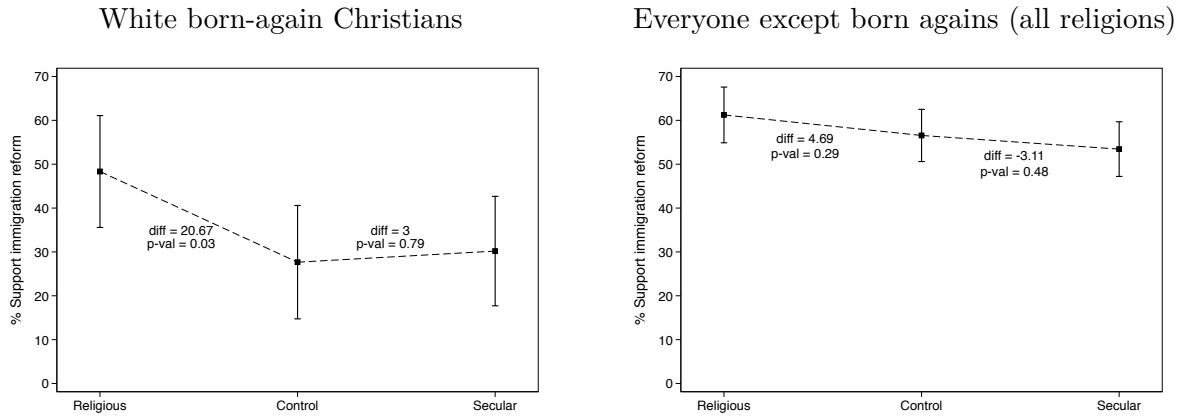 White born-again Christians
% Support immigration reform
70
60
50
40
30
20
10
0
diff = 20.67
p-val = 0.03
diff = 3
p-val = 0.79
Religious
Control
Secular
Everyone except born agains (all religions)
% Support immigration reform
70
60
50
40
30
20
10
0
diff = 4.69
p-val = 0.29
diff = -3.11
p-val = 0.48
Religious
Control
Secular